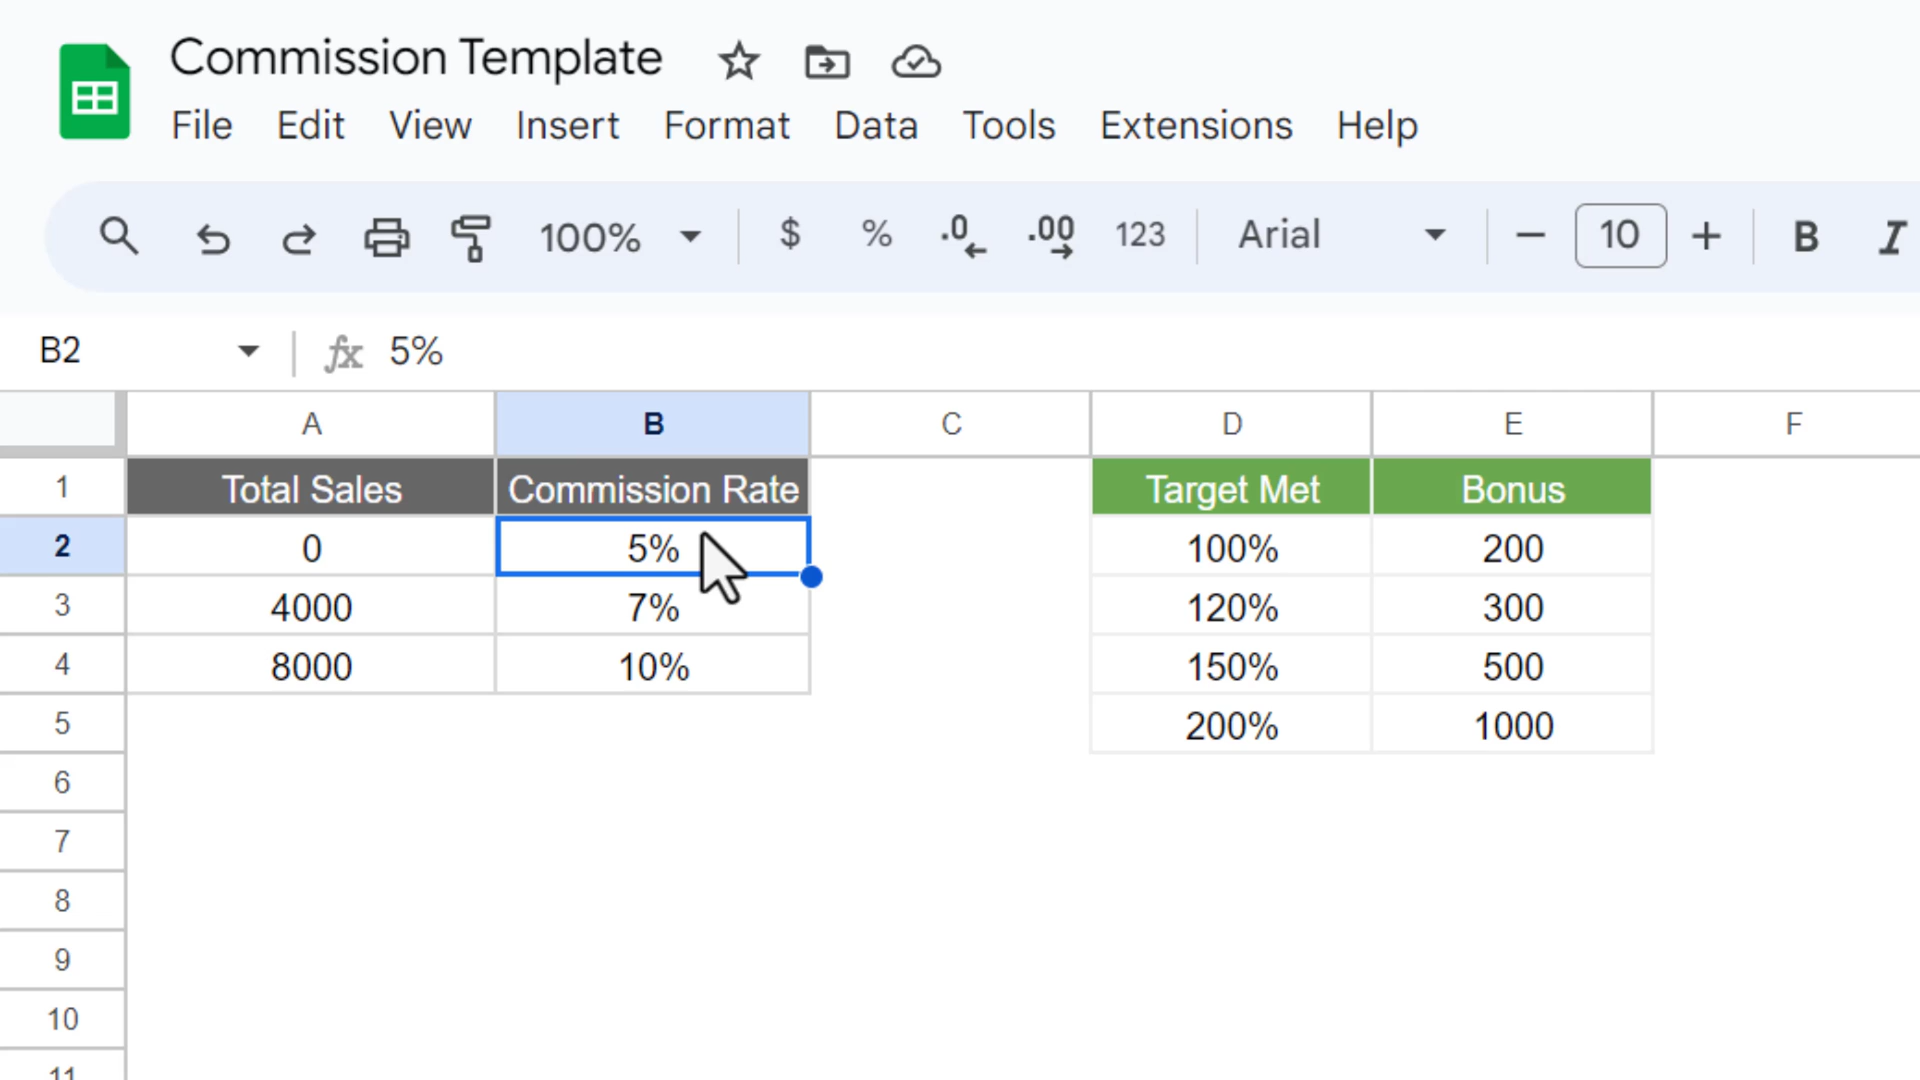 Commission Template
File Edit View Insert Format Data Tools Extensions Help
100% $ % .0 .00 123 Arial 10 B I
B2 fx 5%
A B C D E F
1 Total Sales Commission Rate Target Met Bonus
2 0 5% 100% 200
3 4000 7% 120% 300
4 8000 10% 150% 500
5 200% 1000
6
7
8
9
10
11